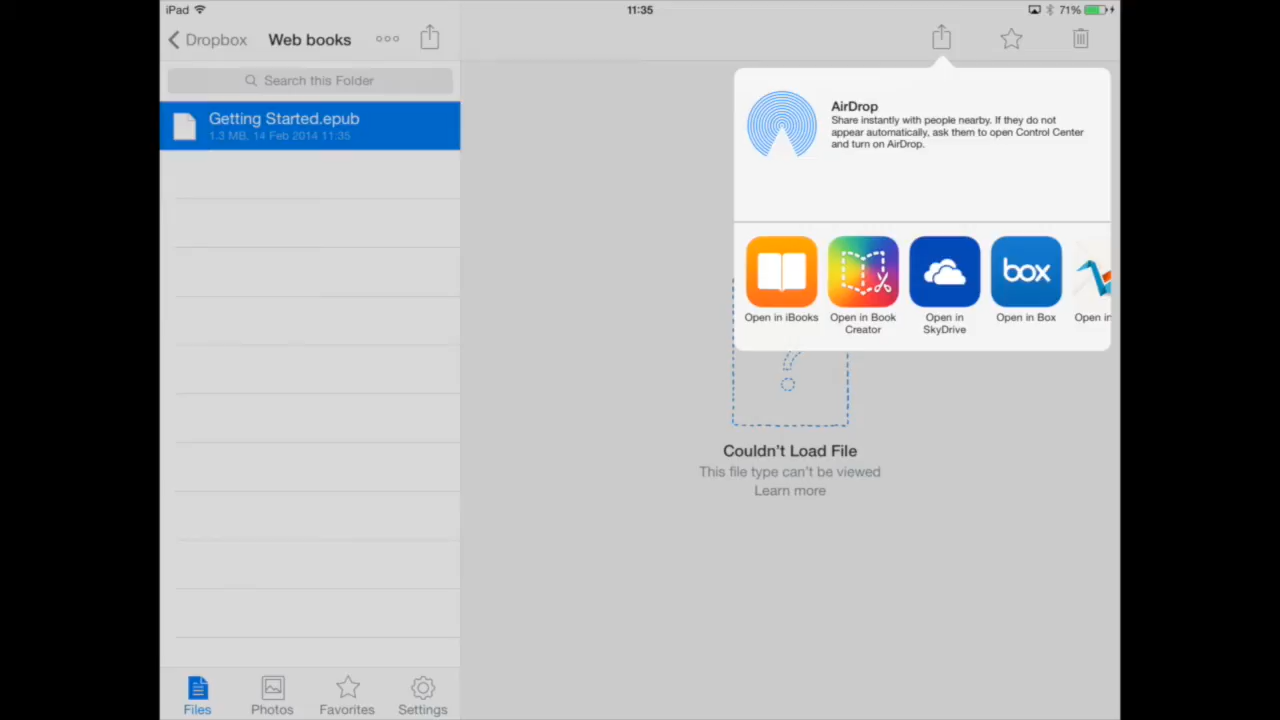 iPad
11:35
71%
Dropbox
Web books
Search this Folder
Getting Started.epub
1.3 MB, 14 Feb 2014 11:35
AirDrop
Share instantly with people nearby. If they do
not appear automatically, ask them to open Control Center
and turn on AirDrop.
box
Open in iBooks
Open in Book
Creator
Open in
SkyDrive
Open in Box
Open in
?
Couldn't Load File
This file type can't be viewed
Learn more
Files
Photos
Favorites
Settings